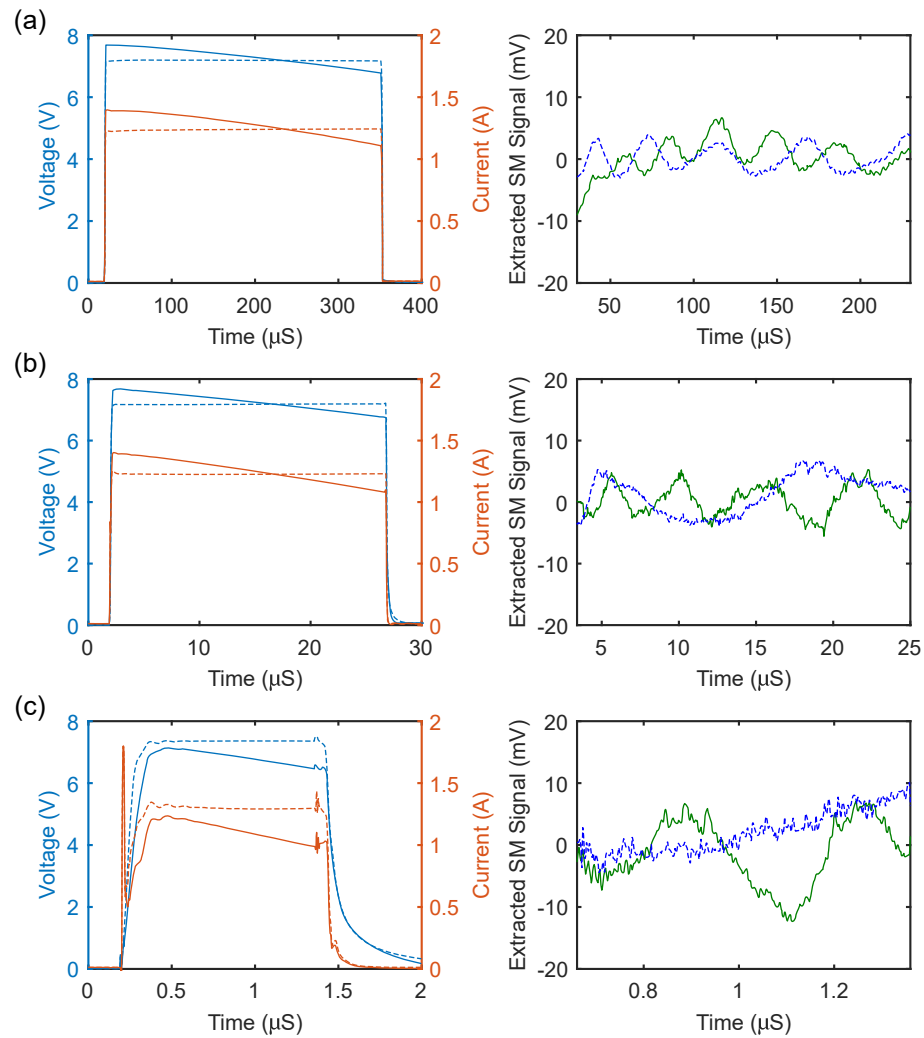 (a)
8
6
4
2
0
Voltage (V)
2
1.5
1
0.5
0
Current (A)
0 100 200 300 400
Time (μS)
20
10
0
-10
-20
Extracted SM Signal (mV)
50 100 150 200
Time (μS)
(b)
8
6
4
2
0
Voltage (V)
2
1.5
1
0.5
0
Current (A)
0 10 20 30
Time (μS)
20
10
0
-10
-20
Extracted SM Signal (mV)
5 10 15 20 25
Time (μS)
(c)
8
6
4
2
0
Voltage (V)
2
1.5
1
0.5
0
Current (A)
0 0.5 1 1.5 2
Time (μS)
20
10
0
-10
-20
Extracted SM Signal (mV)
0.8 1 1.2
Time (μS)